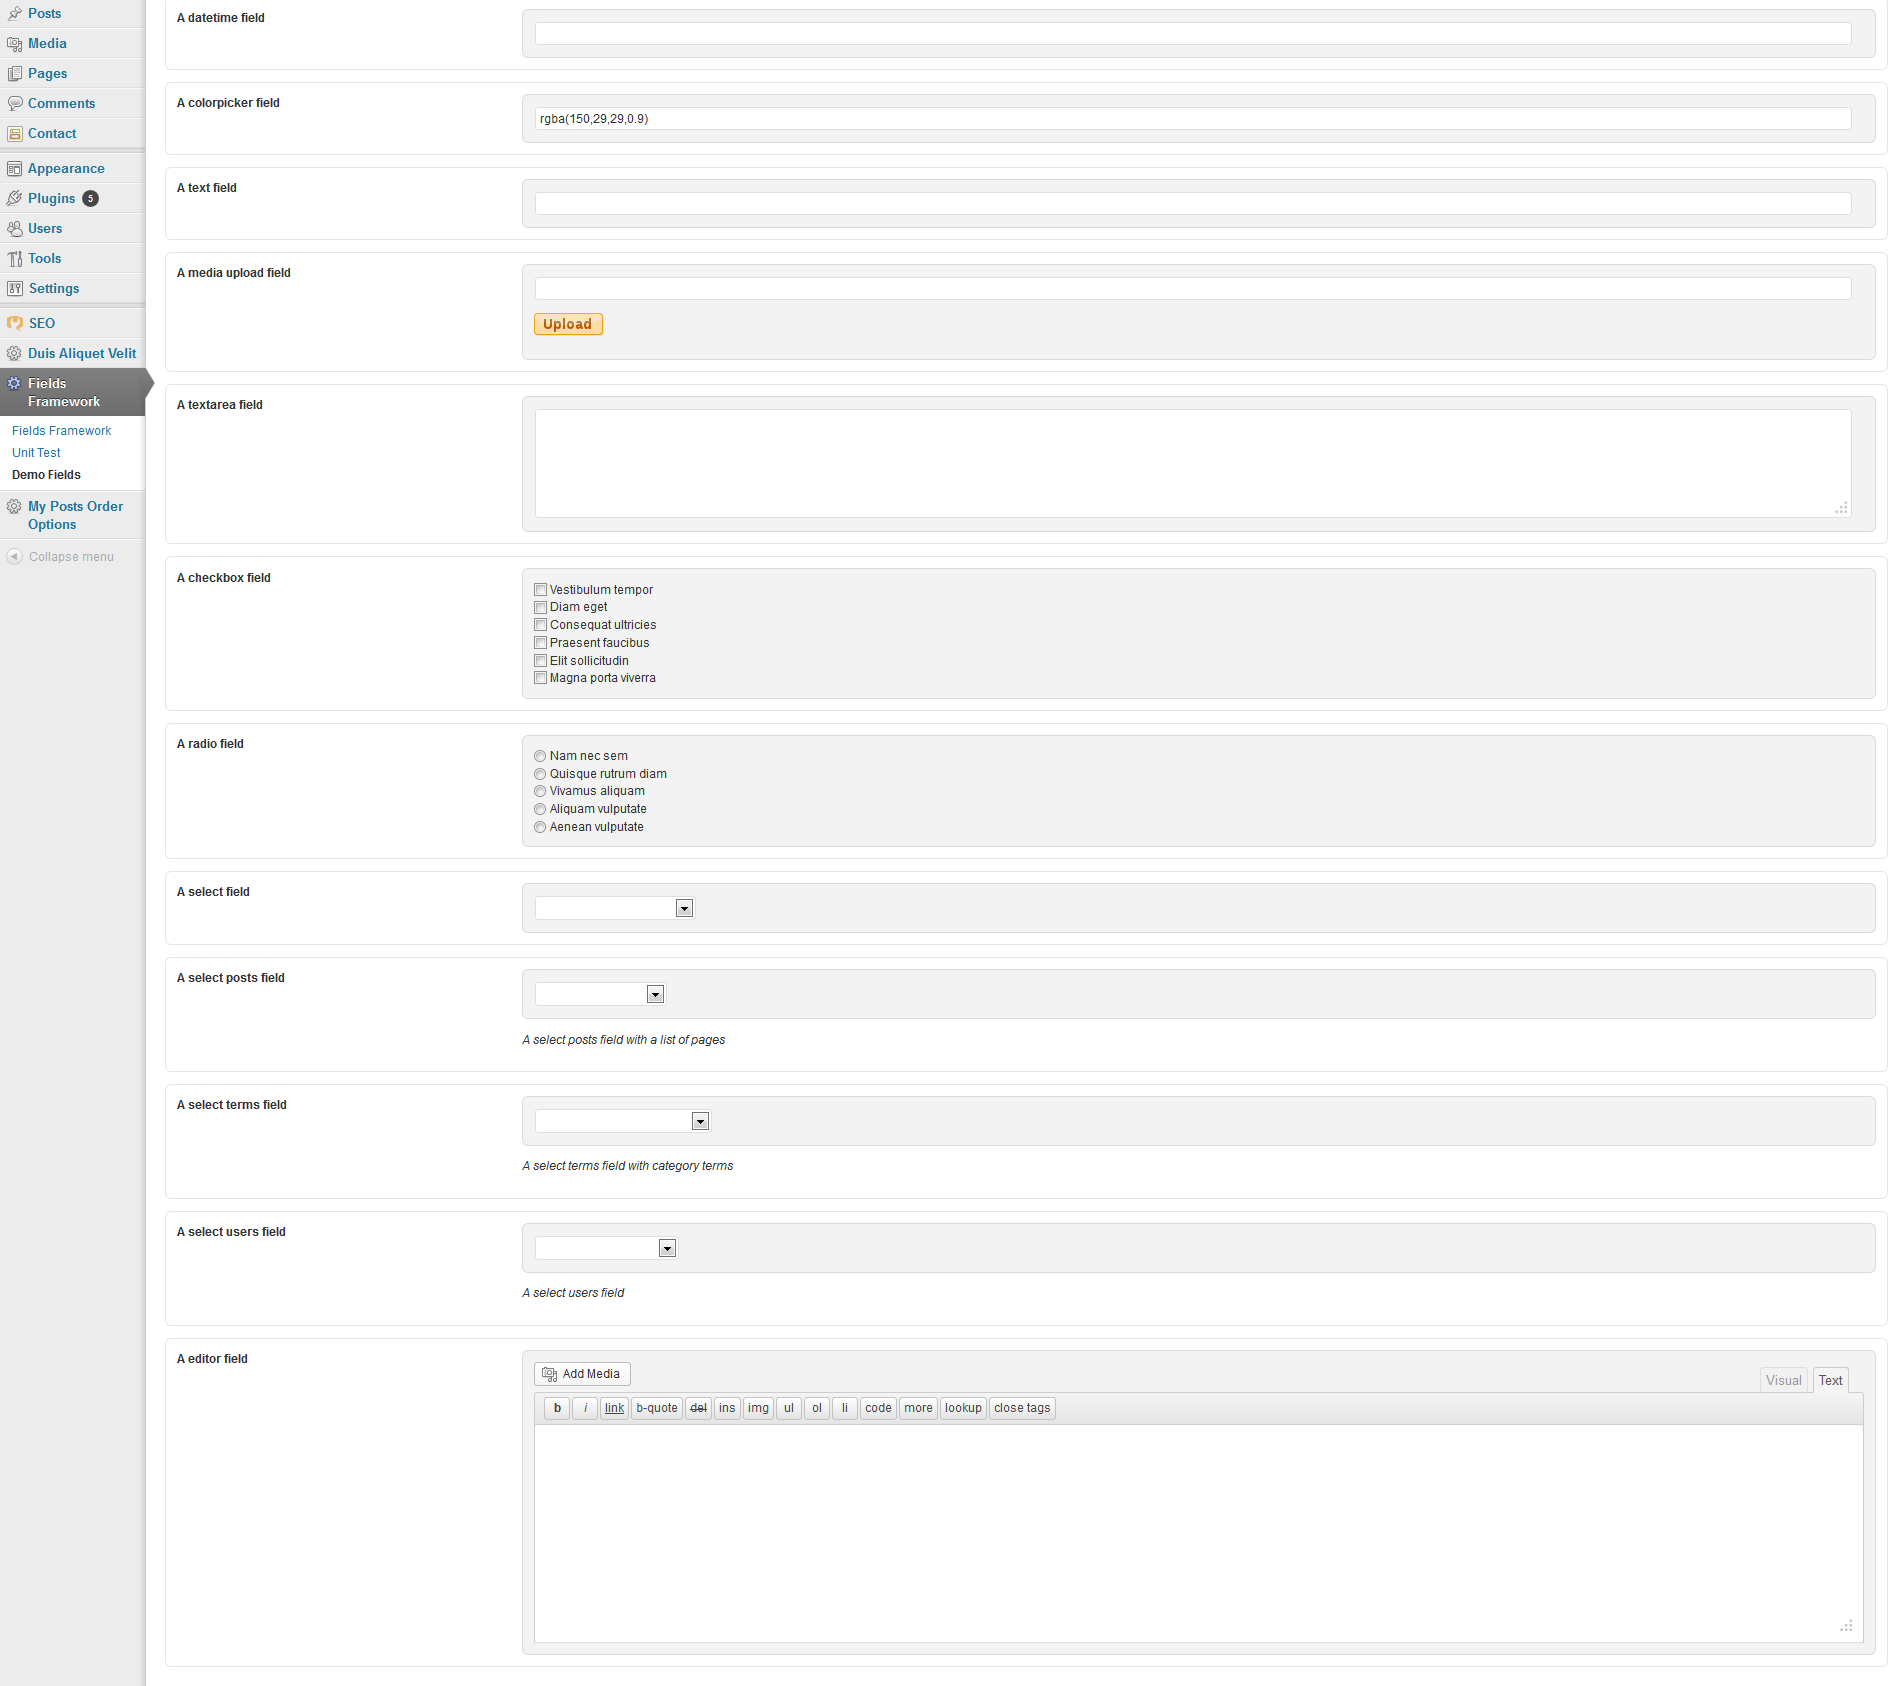 Posts
Media
Pages
Comments
Contact
Appearance
Plugins 5
Users
Tools
Settings
SEO
Duis Aliquet Velit
Fields
Framework
Fields Framework
Unit Test
Demo Fields
My Posts Order
Options
Collapse menu
A datetime field
A colorpicker field
rgba(150,29,29,0.9)
A text field
A media upload field
Upload
A textarea field
A checkbox field
Vestibulum tempor
Diam eget
Consequat ultricies
Praesent faucibus
Elit sollicitudin
Magna porta viverra
A radio field
Nam nec sem
Quisque rutrum diam
Vivamus aliquam
Aliquam vulputate
Aenean vulputate
A select field
A select posts field
A select posts field with a list of pages
A select terms field
A select terms field with category terms
A select users field
A select users field
A editor field
Add Media
Visual Text
b i link b-quote del ins img ul ol li code more lookup close tags